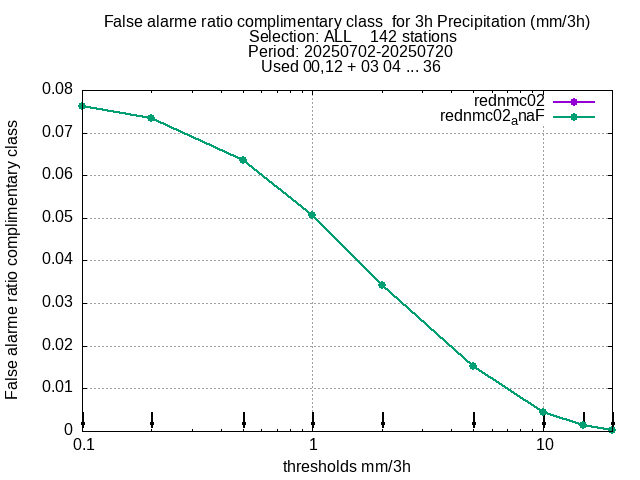 False alarme ratio complimentary class  for 3h Precipitation (mm/3h)
Selection: ALL    142 stations
Period: 20250702-20250720
Used 00,12 + 03 04 ... 36
rednmc02
rednmc02anaF
False alarme ratio complimentary class
0.08
0.07
0.06
0.05
0.04
0.03
0.02
0.01
0
0.1
1
10
thresholds mm/3h